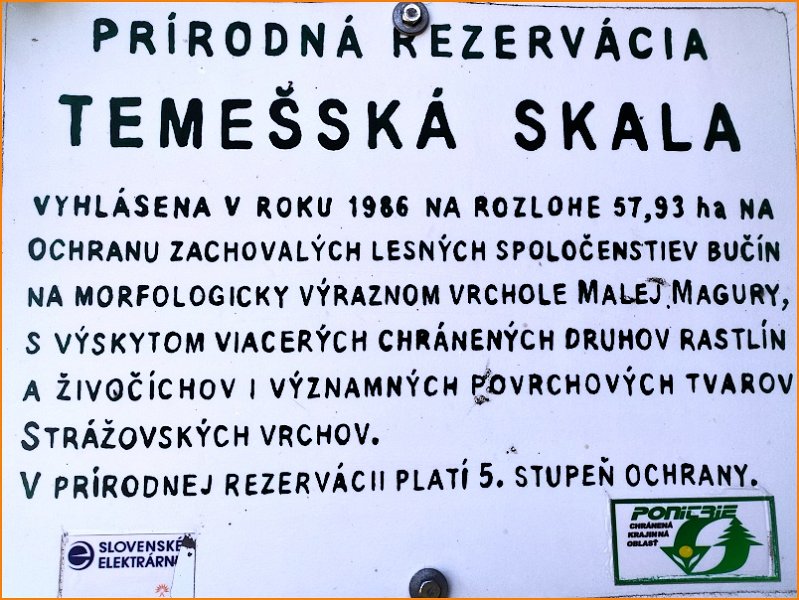 PRÍRODNÁ REZERVÁCIA
TEMEŠSKÁ SKALA
VYHLÁSENA V ROKU 1986 NA ROZLOHE 57,93 ha NA
OCHRANU ZACHOVALÝCH LESNÝCH SPOLOČENSTIEV BUČÍN
NA MORFOLOGICKY VÝRAZNOM VRCHOLE MALEJ MAGURY,
S VÝSKYTOM VIACERÝCH CHRÁNENÝCH DRUHOV RASTLÍN
A ŽIVOČÍCHOV I VÝZNAMNÝCH POVRCHOVÝCH TVAROV
STRÁŽOVSKÝCH VRCHOV.
V PRÍRODNEJ REZERVÁCII PLATÍ 5. STUPEŇ OCHRANY.
SLOVENSKÉ
ELEKTRÁRN
PONITRIE
CHRÁNENÁ
KRAJINNÁ
OBLASŤ